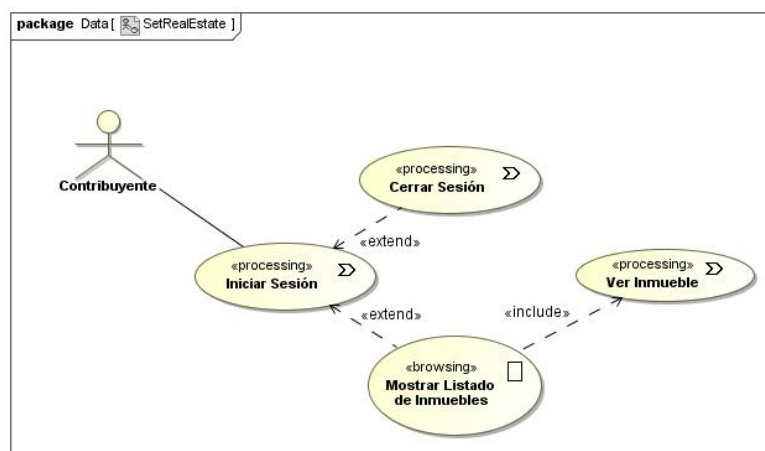 package Data [ SetRealEstate ]
Contribuyente
«processing»
Cerrar Sesión
«extend»
«processing»
Iniciar Sesión
«processing»
Ver Inmueble
«extend»
«include»
«browsing»
Mostrar Listado
de Inmuebles